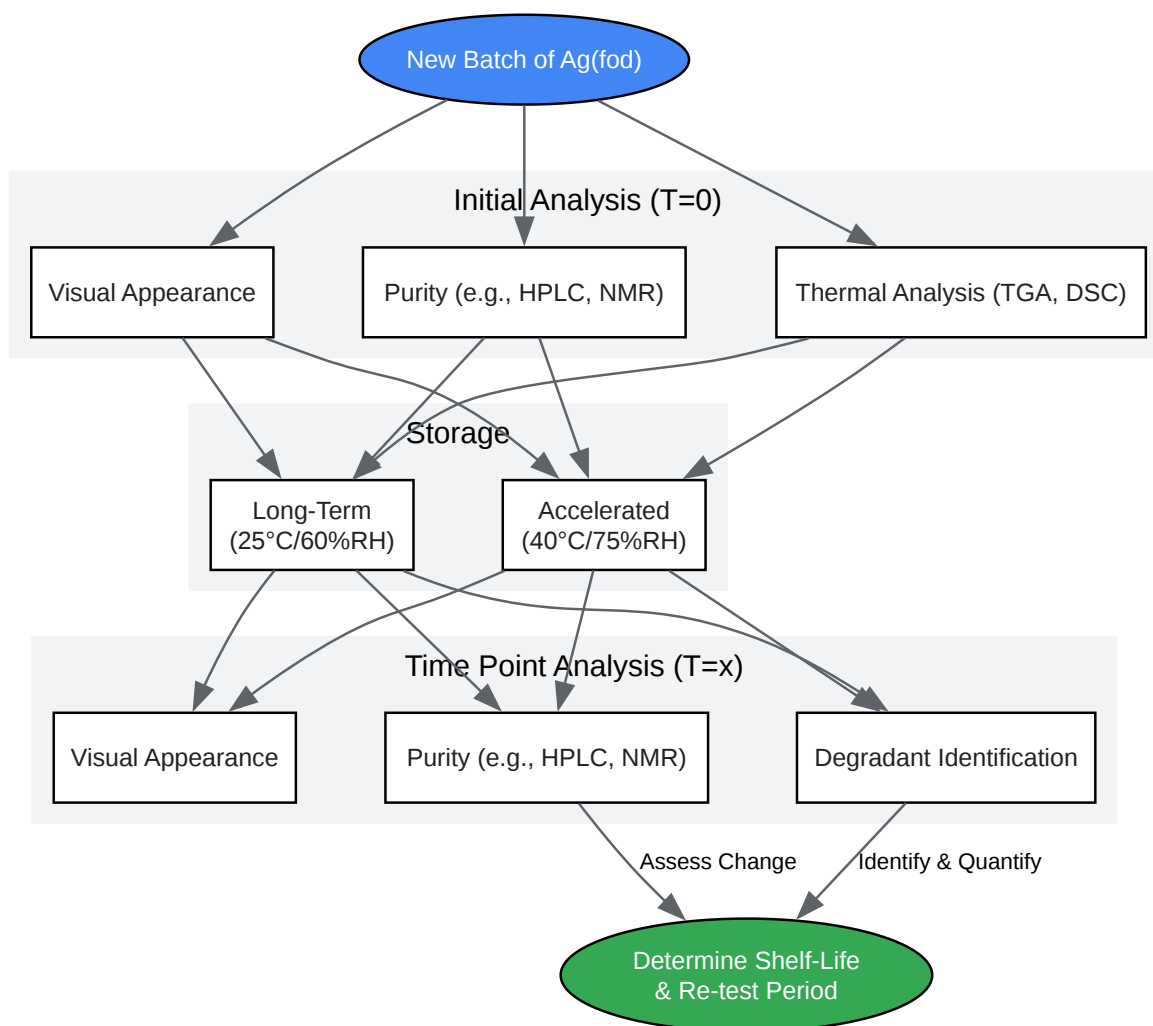 New Batch of Ag(fod)
Initial Analysis (T=0)
Visual Appearance
Purity (e.g., HPLC, NMR)
Thermal Analysis (TGA, DSC)
Storage
Long-Term
(25°C/60%RH)
Accelerated
(40°C/75%RH)
Time Point Analysis (T=x)
Visual Appearance
Purity (e.g., HPLC, NMR)
Degradant Identification
Assess Change
Identify & Quantify
Determine Shelf-Life
& Re-test Period